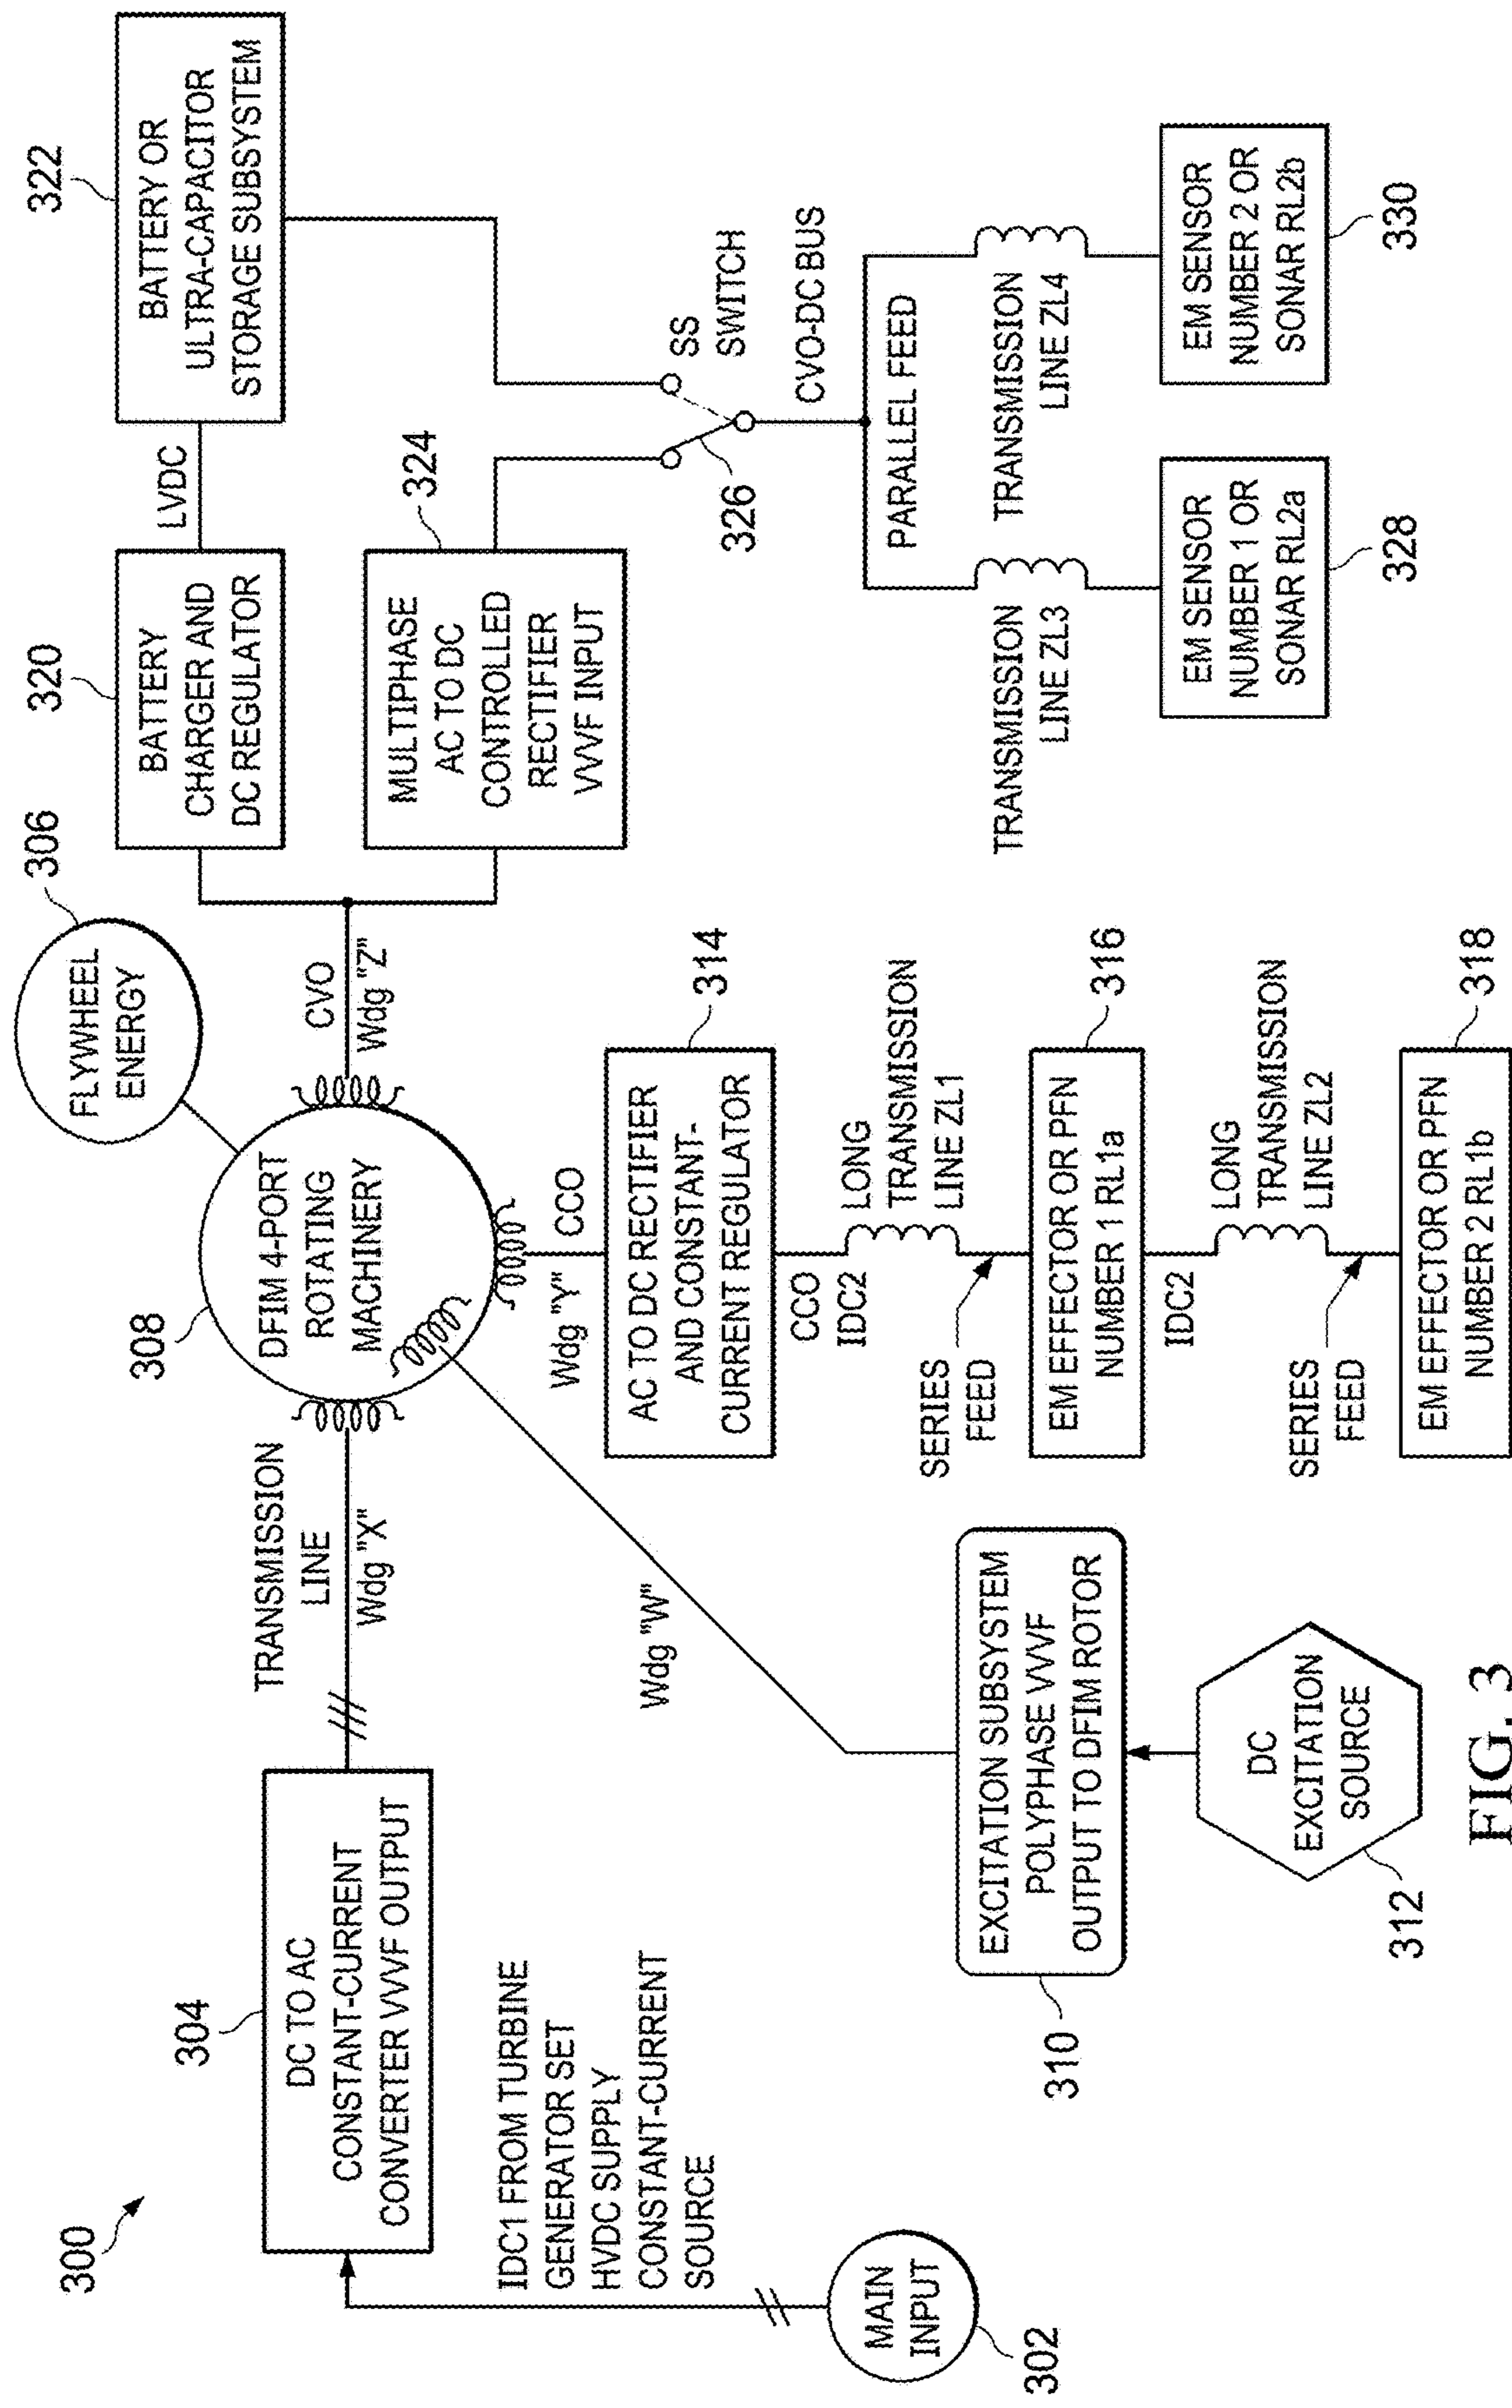 300
304
DC TO AC
CONSTANT-CURRENT
CONVERTER VVVF OUTPUT
IDC1 FROM TURBINE
GENERATOR SET
HVDC SUPPLY
CONSTANT-CURRENT
SOURCE
MAIN
INPUT
302
TRANSMISSION
LINE
Wdg "X"
308
DFIM 4-PORT
ROTATING
MACHINERY
306
FLYWHEEL
ENERGY
CVO
Wdg "Z"
Wdg "Y"
CCO
Wdg "W"
310
EXCITATION SUBSYSTEM
POLYPHASE VVVF
OUTPUT TO DFIM ROTOR
312
DC
EXCITATION
SOURCE
314
AC TO DC RECTIFIER
AND CONSTANT-
CURRENT REGULATOR
CCO
IDC2
LONG
TRANSMISSION
LINE ZL1
SERIES
FEED
316
EM EFFECTOR OR PFN
NUMBER 1 RL1a
IDC2
LONG
TRANSMISSION
LINE ZL2
SERIES
FEED
318
EM EFFECTOR OR PFN
NUMBER 2 RL1b
320
BATTERY
CHARGER AND
DC REGULATOR
LVDC
322
BATTERY OR
ULTRA-CAPACITOR
STORAGE SUBSYSTEM
324
MULTIPHASE
AC TO DC
CONTROLLED
RECTIFIER
VVVF INPUT
326
SS
SWITCH
CVO-DC BUS
PARALLEL FEED
TRANSMISSION
LINE ZL3
TRANSMISSION
LINE ZL4
EM SENSOR
NUMBER 1 OR
SONAR RL2a
328
EM SENSOR
NUMBER 2 OR
SONAR RL2b
330
FIG. 3